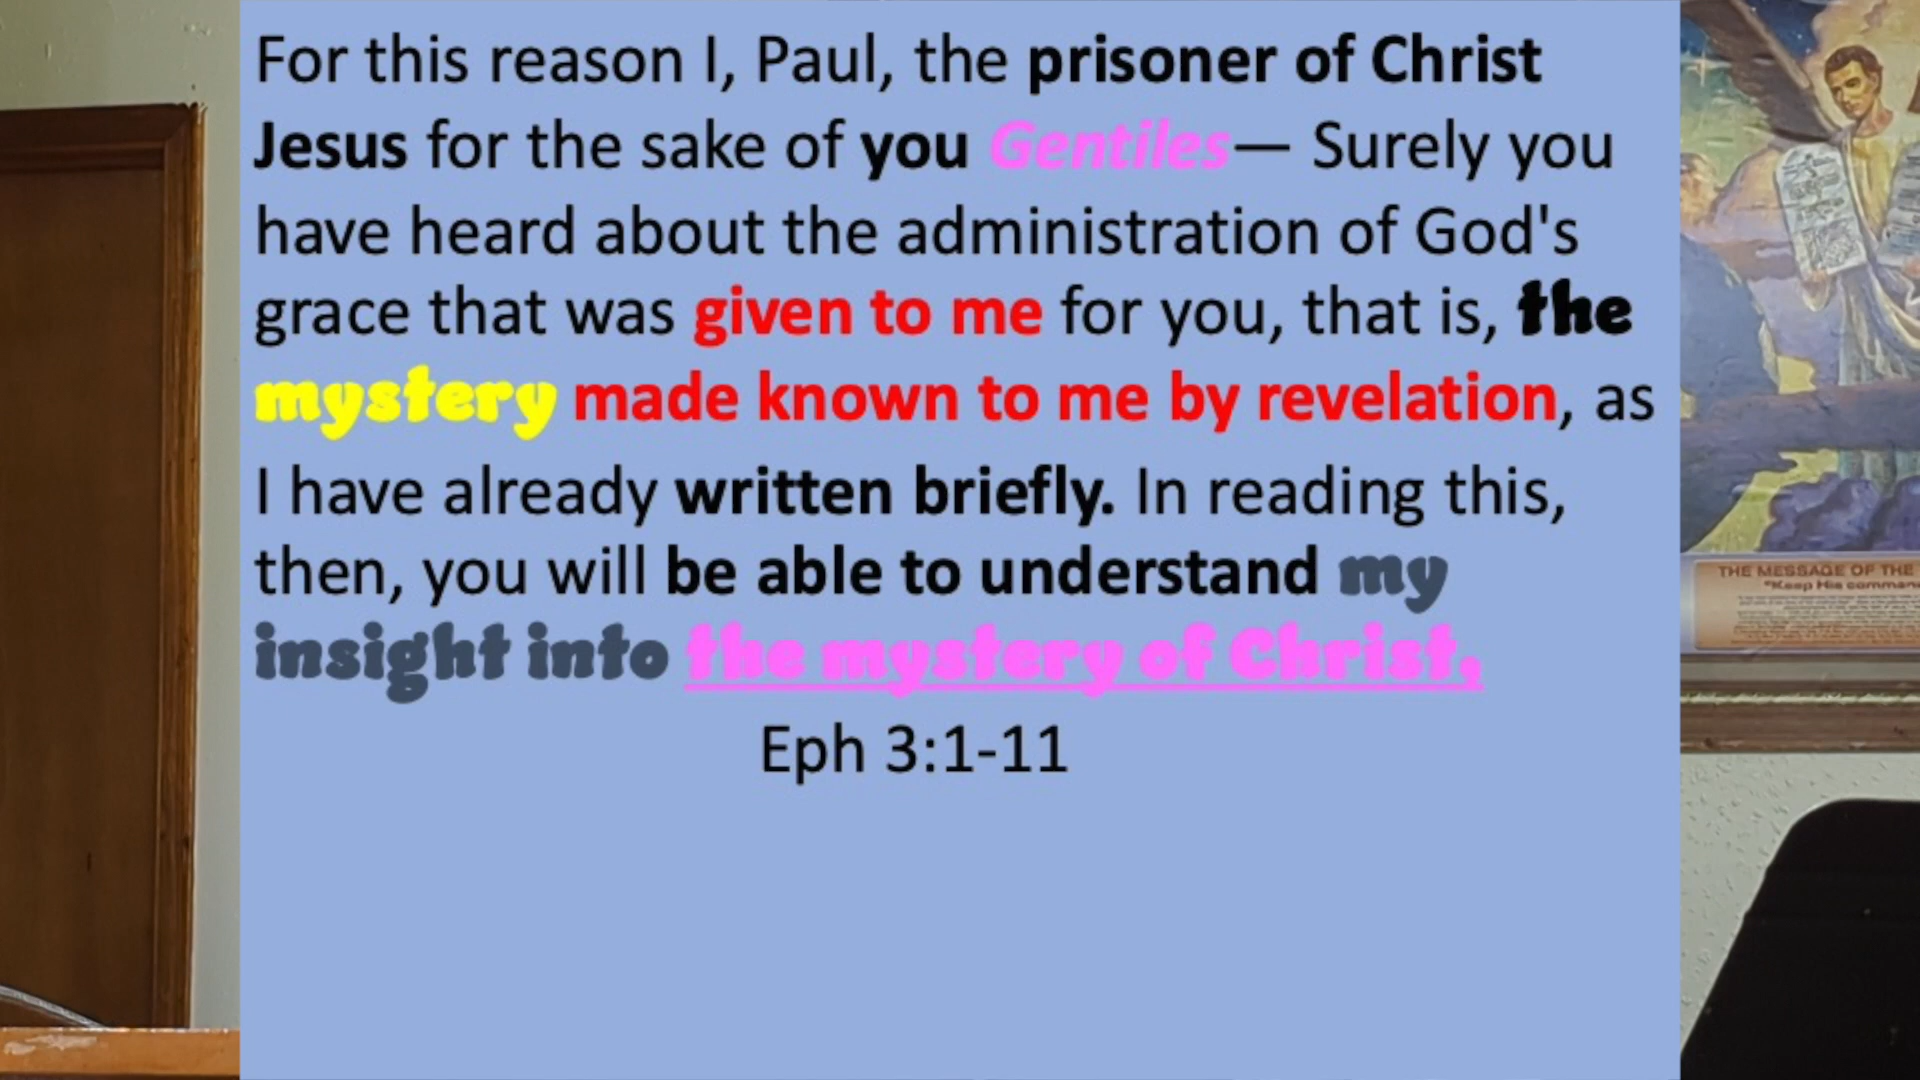 For this reason I, Paul, the prisoner of Christ
Jesus for the sake of you Gentiles— Surely you
have heard about the administration of God's
grace that was given to me for you, that is, the
mystery made known to me by revelation, as
I have already written briefly. In reading this,
then, you will be able to understand my
insight into the mystery of Christ,
Eph 3:1-11
THE MESSAGE OF THE
"Keep His comman